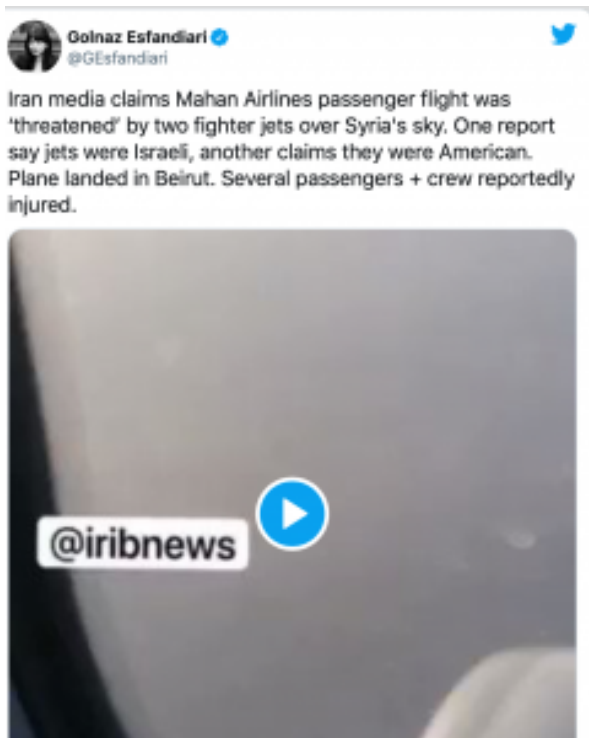 Golnaz Esfandiari
@GEsfandiari
Iran media claims Mahan Airlines passenger flight was
‘threatened’ by two fighter jets over Syria's sky. One report
say jets were Israeli, another claims they were American.
Plane landed in Beirut. Several passengers + crew reportedly
injured.
@iribnews